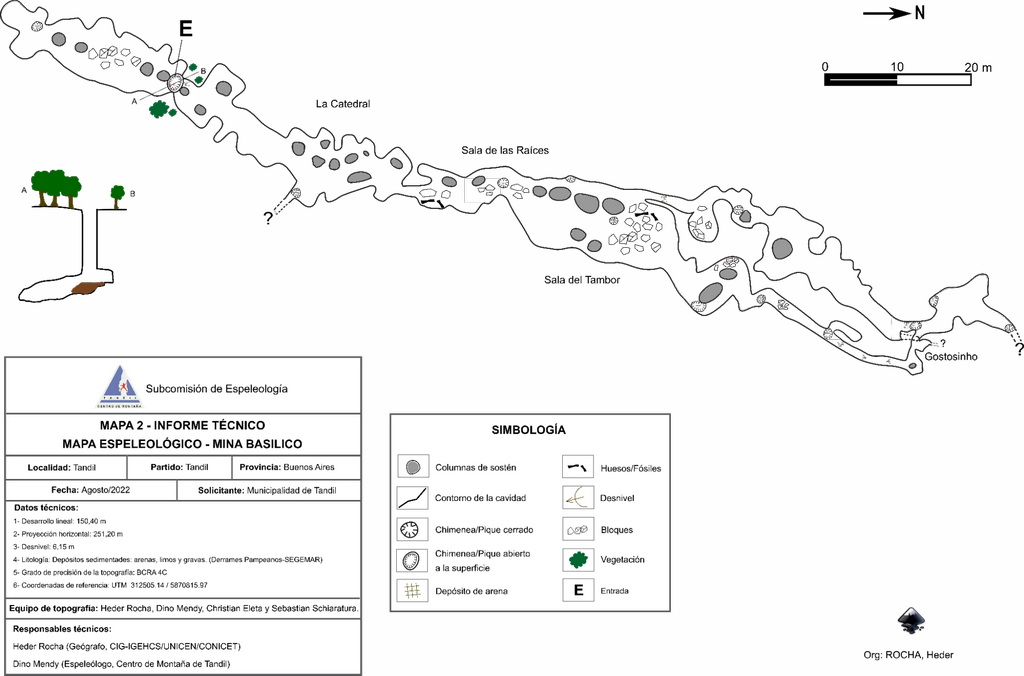 E
N
0 10 20 m
B
A
La Catedral
Sala de las Raíces
A
B
?
Sala del Tambor
?
?
Gostosinho
TANDIL
CENTRO DE MONTAÑA
Subcomisión de Espeleología
MAPA 2 - INFORME TÉCNICO
MAPA ESPELEOLÓGICO - MINA BASILICO
Localidad: Tandil
Partido: Tandil
Provincia: Buenos Aires
Fecha: Agosto/2022
Solicitante: Municipalidad de Tandil
Datos técnicos:
1- Desarrollo lineal: 150,40 m
2- Proyección horizontal: 251,20 m
3- Desnivel: 6,15 m
4- Litología: Depósitos sedimentades: arenas, limos y gravas. (Derrames Pampeanos-SEGEMAR)
5- Grado de precisión de la topografía: BCRA 4C
6- Coordenadas de referencia: UTM 312505.14 / 5870815.97
Equipo de topografía: Heder Rocha, Dino Mendy, Christian Eleta y Sebastian Schiaratura.
Responsables técnicos:
Heder Rocha (Geógrafo, CIG-IGEHCS/UNICEN/CONICET)
Dino Mendy (Espeleólogo, Centro de Montaña de Tandil)
SIMBOLOGÍA
Columnas de sostén
Contorno de la cavidad
Chimenea/Pique cerrado
Chimenea/Pique abierto
a la superficie
Depósito de arena
Huesos/Fósiles
Desnivel
Bloques
Vegetación
E Entrada
Org: ROCHA, Heder